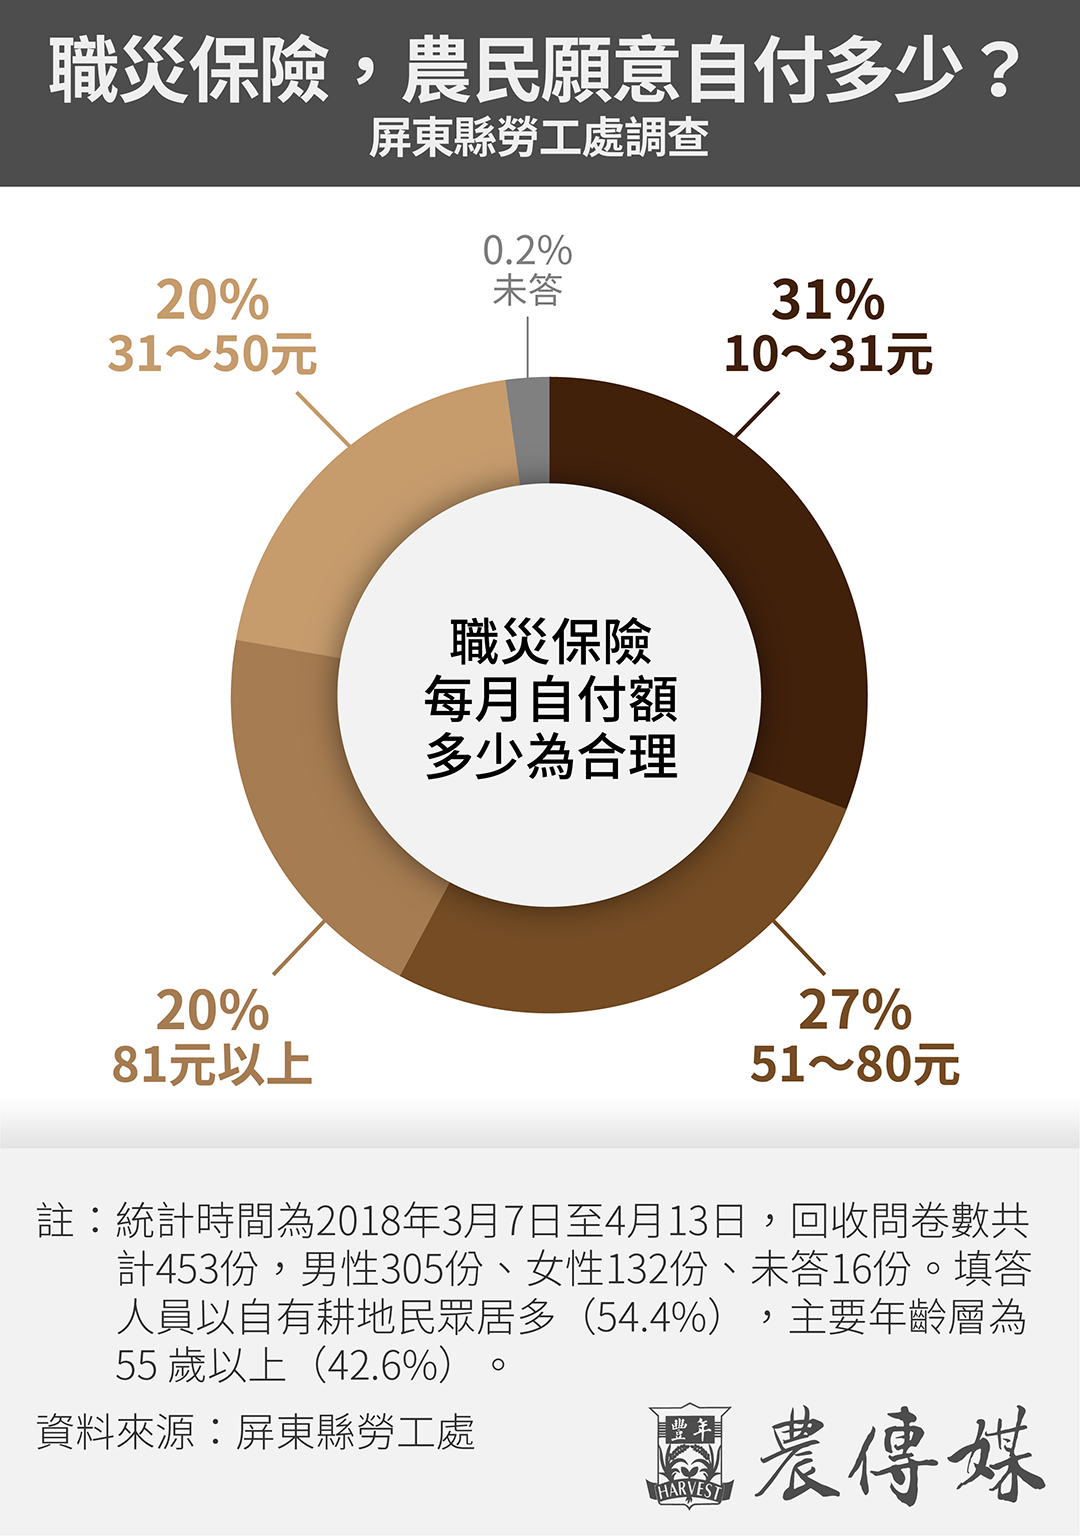 職災保險，農民願意自付多少？
屏東縣勞工處調查
0.2%
未答
20%
31～50元
31%
10～31元
職災保險
每月自付額
多少為合理
20%
81元以上
27%
51～80元
註：統計時間為2018年3月7日至4月13日，回收問卷數共
計453份，男性305份、女性132份、未答16份。填答
人員以自有耕地民眾居多（54.4%），主要年齡層為
55 歲以上（42.6%）。
資料來源：屏東縣勞工處
豐年
HARVEST
農傳媒